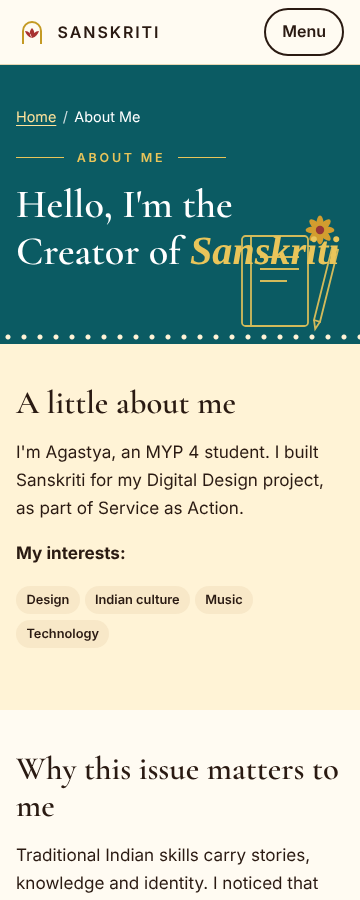 SANSKRITI
Menu
Home / About Me
ABOUT ME
Hello, I'm the
Creator of Sanskriti
A little about me
I'm Agastya, an MYP 4 student. I built
Sanskriti for my Digital Design project,
as part of Service as Action.
My interests:
Design Indian culture Music
Technology
Why this issue matters to
me
Traditional Indian skills carry stories,
knowledge and identity. I noticed that